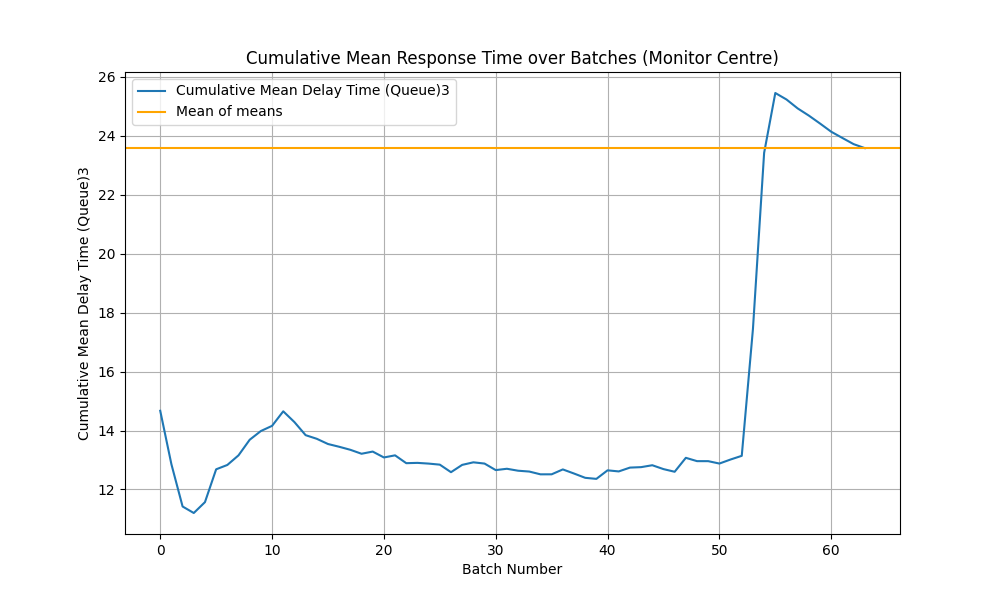 Cumulative Mean Response Time over Batches (Monitor Centre)
Cumulative Mean Delay Time (Queue)3
Mean of means
Cumulative Mean Delay Time (Queue)3
26
24
22
20
18
16
14
12
0 10 20 30 40 50 60
Batch Number